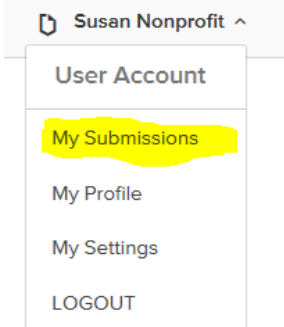 Susan Nonprofit
User Account
My Submissions
My Profile
My Settings
LOGOUT